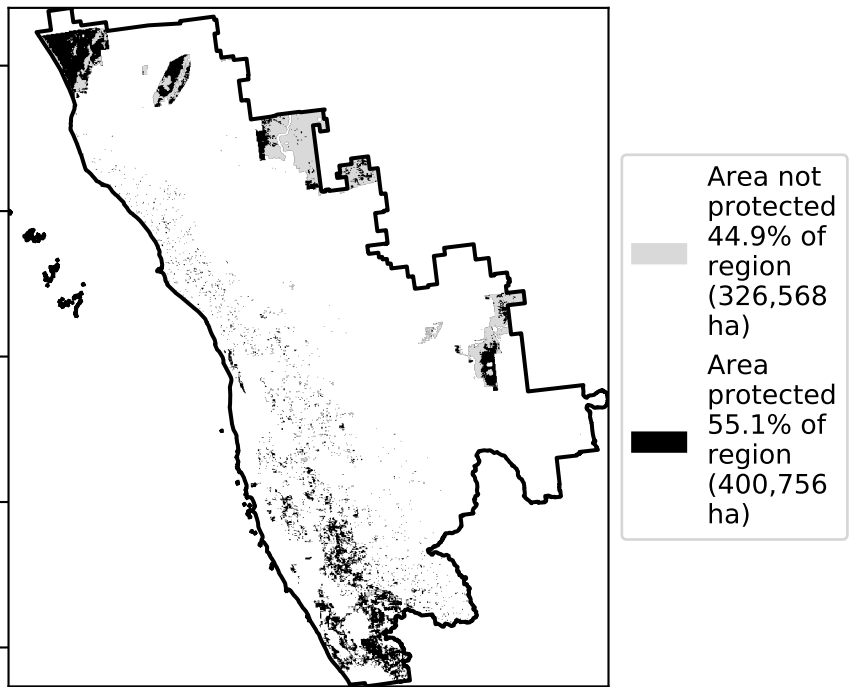 Area not
protected
44.9% of
region
(326,568
ha)
Area
protected
55.1% of
region
(400,756
ha)